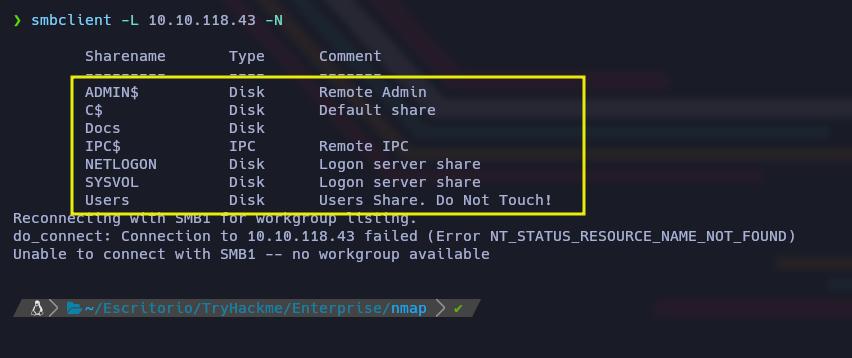 ❯ smbclient -L 10.10.118.43 -N
Sharename Type Comment
--------- ---- -------
ADMIN$ Disk Remote Admin
C$ Disk Default share
Docs Disk
IPC$ IPC Remote IPC
NETLOGON Disk Logon server share
SYSVOL Disk Logon server share
Users Disk Users Share. Do Not Touch!
Reconnecting with SMB1 for workgroup listing.
do_connect: Connection to 10.10.118.43 failed (Error NT_STATUS_RESOURCE_NAME_NOT_FOUND)
Unable to connect with SMB1 -- no workgroup available
~/Escritorio/TryHackme/Enterprise/nmap ✔